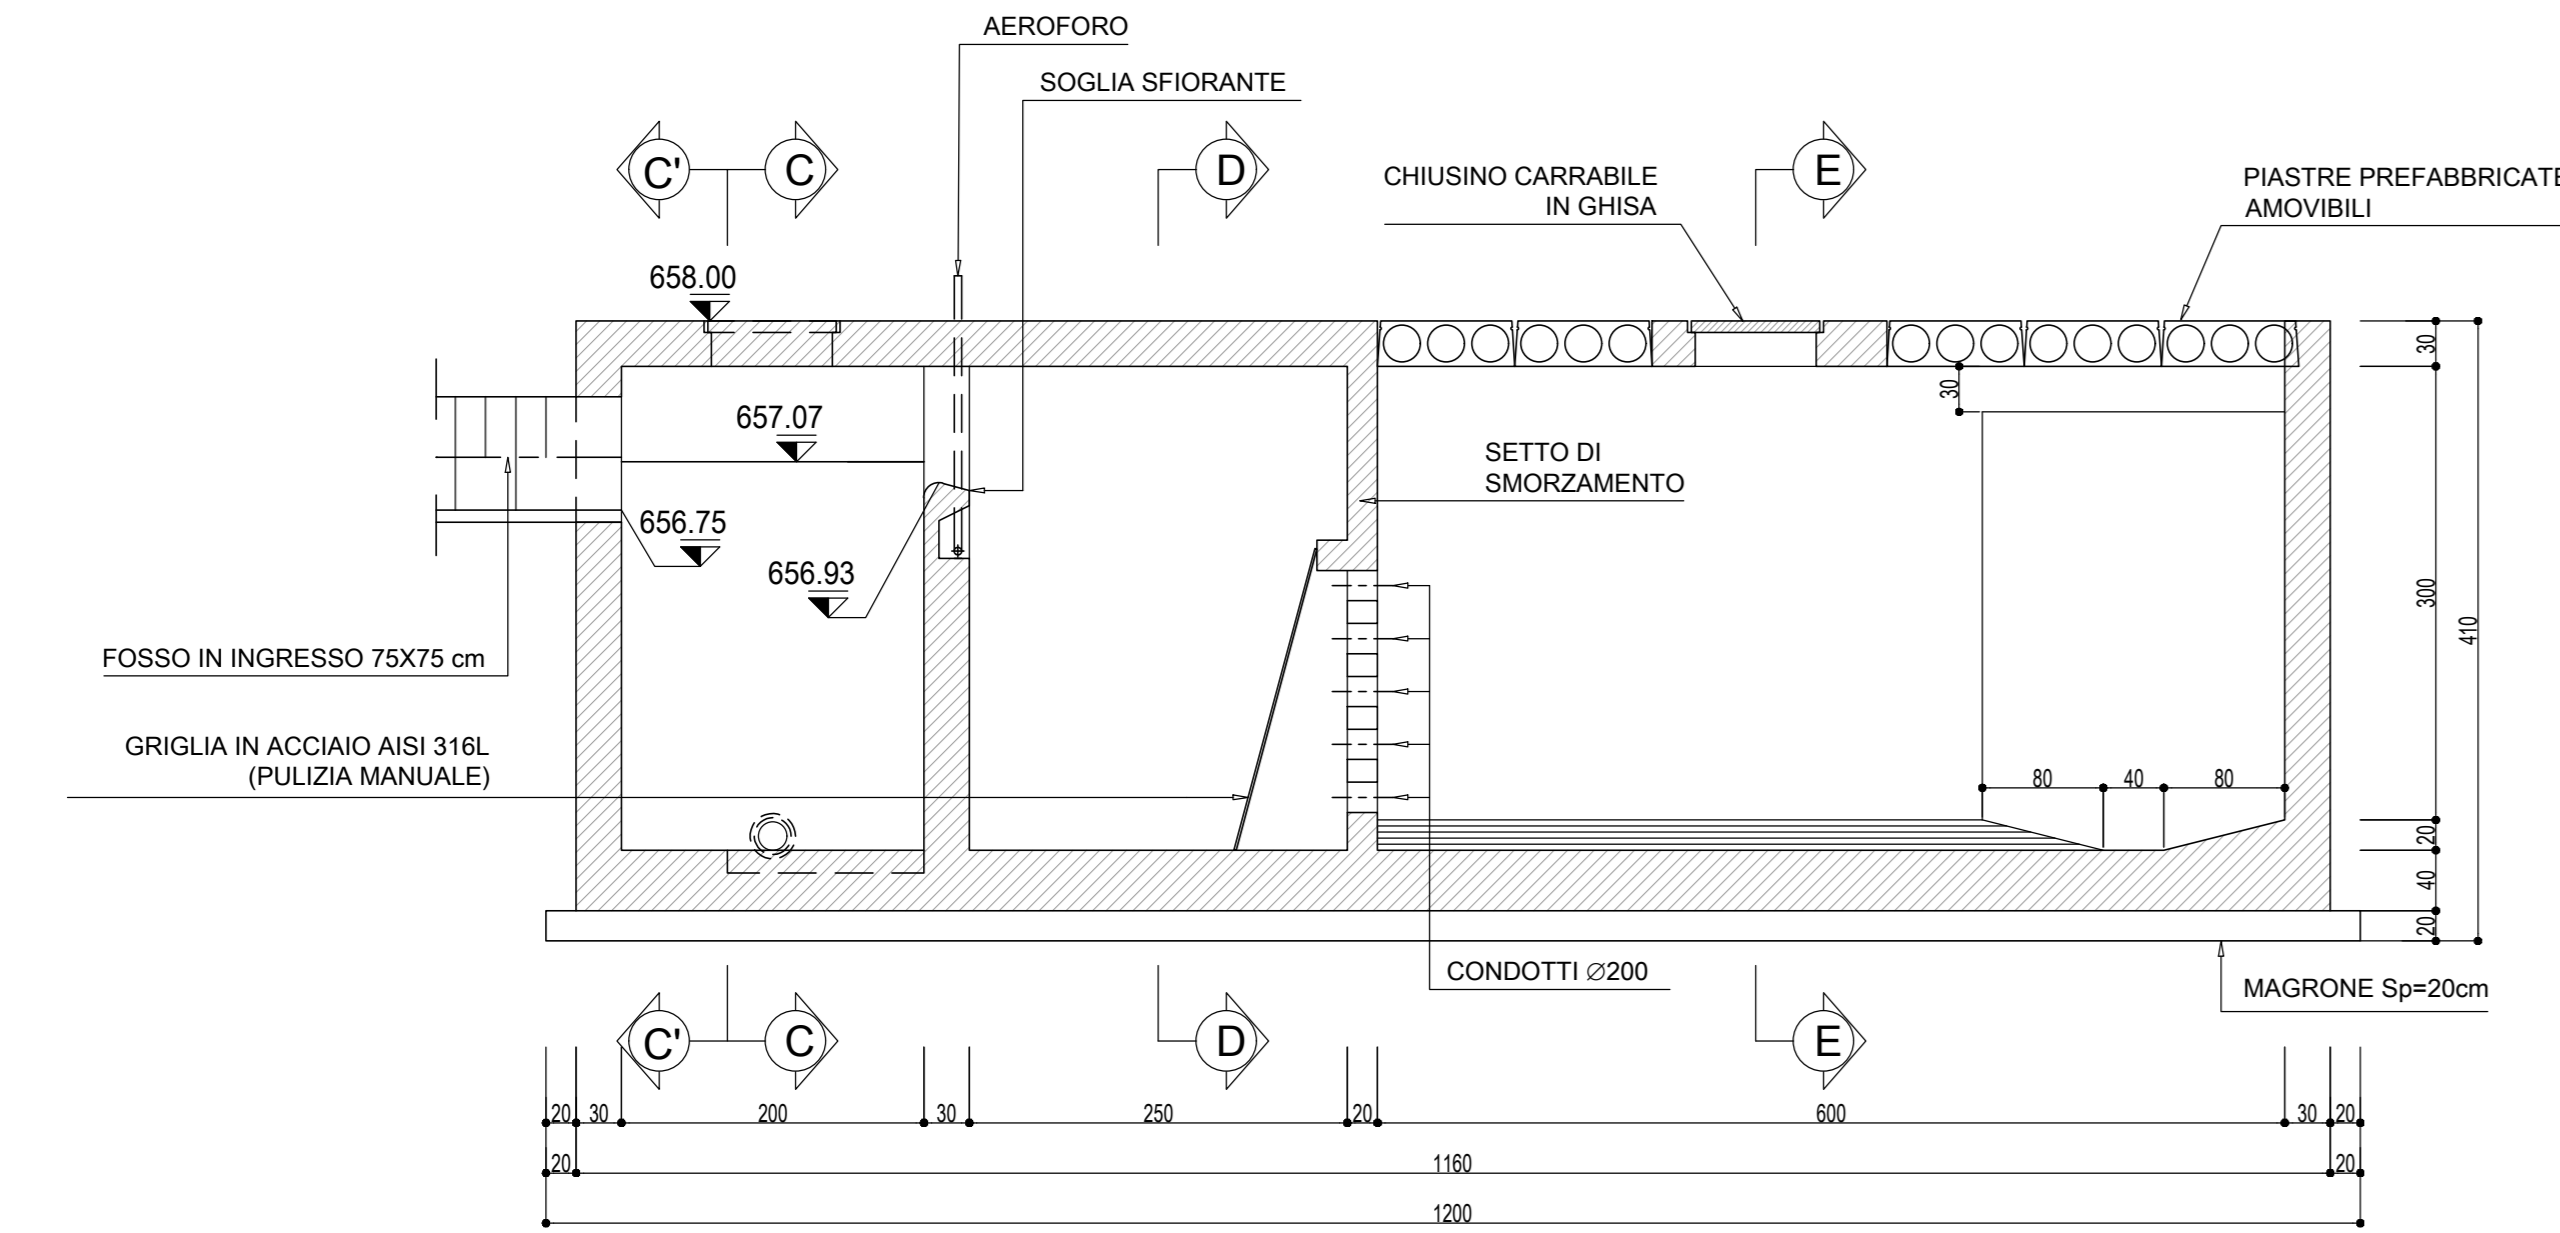 AEROFORO
SOGLIA SFIORANTE
C' C D E
CHIUSINO CARRABILE
IN GHISA
PIASTRE PREFABBRICATE
AMOVIBILI
658.00
657.07
656.75
656.93
SETTO DI
SMORZAMENTO
FOSSO IN INGRESSO 75X75 cm
GRIGLIA IN ACCIAIO AISI 316L
(PULIZIA MANUALE)
30
30
300
410
80 40 80
20
40
20
CONDOTTI ∅200
MAGRONE Sp=20cm
C' C D E
20 30 200 30 250 20 600 30 20
20 1160 20
1200